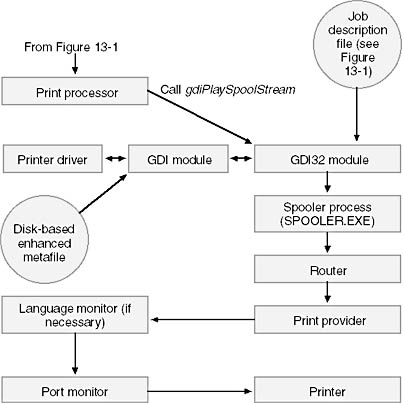 Job
description
file (see
Figure
13-1)
From Figure 13-1
Print processor
Call gdiPlaySpoolStream
Printer driver
GDI module
GDI32 module
Disk-based
enhanced
metafile
Spooler process
(SPOOLER.EXE)
Router
Language monitor (if
necessary)
Print provider
Port monitor
Printer